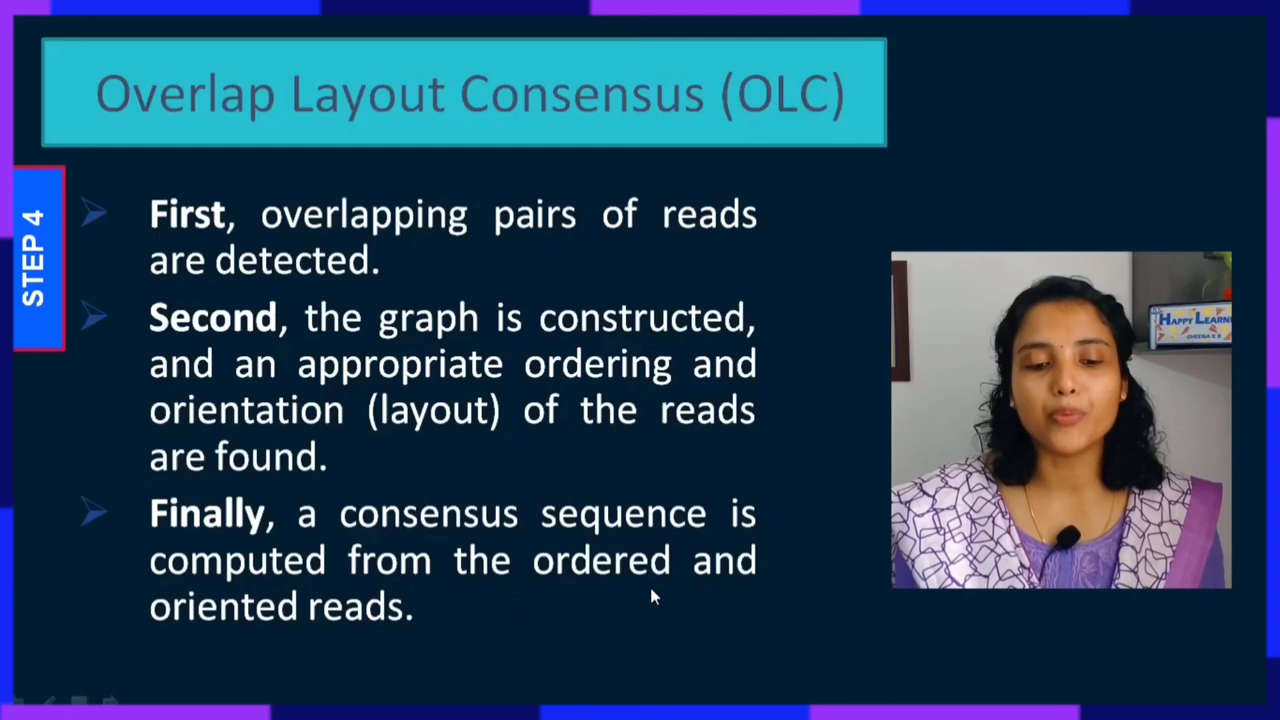 Overlap Layout Consensus (OLC)
STEP 4
First, overlapping pairs of reads
are detected.
Second, the graph is constructed,
and an appropriate ordering and
orientation (layout) of the reads
are found.
Finally, a consensus sequence is
computed from the ordered and
oriented reads.
HAPPY LEARNI
CHEENA K B